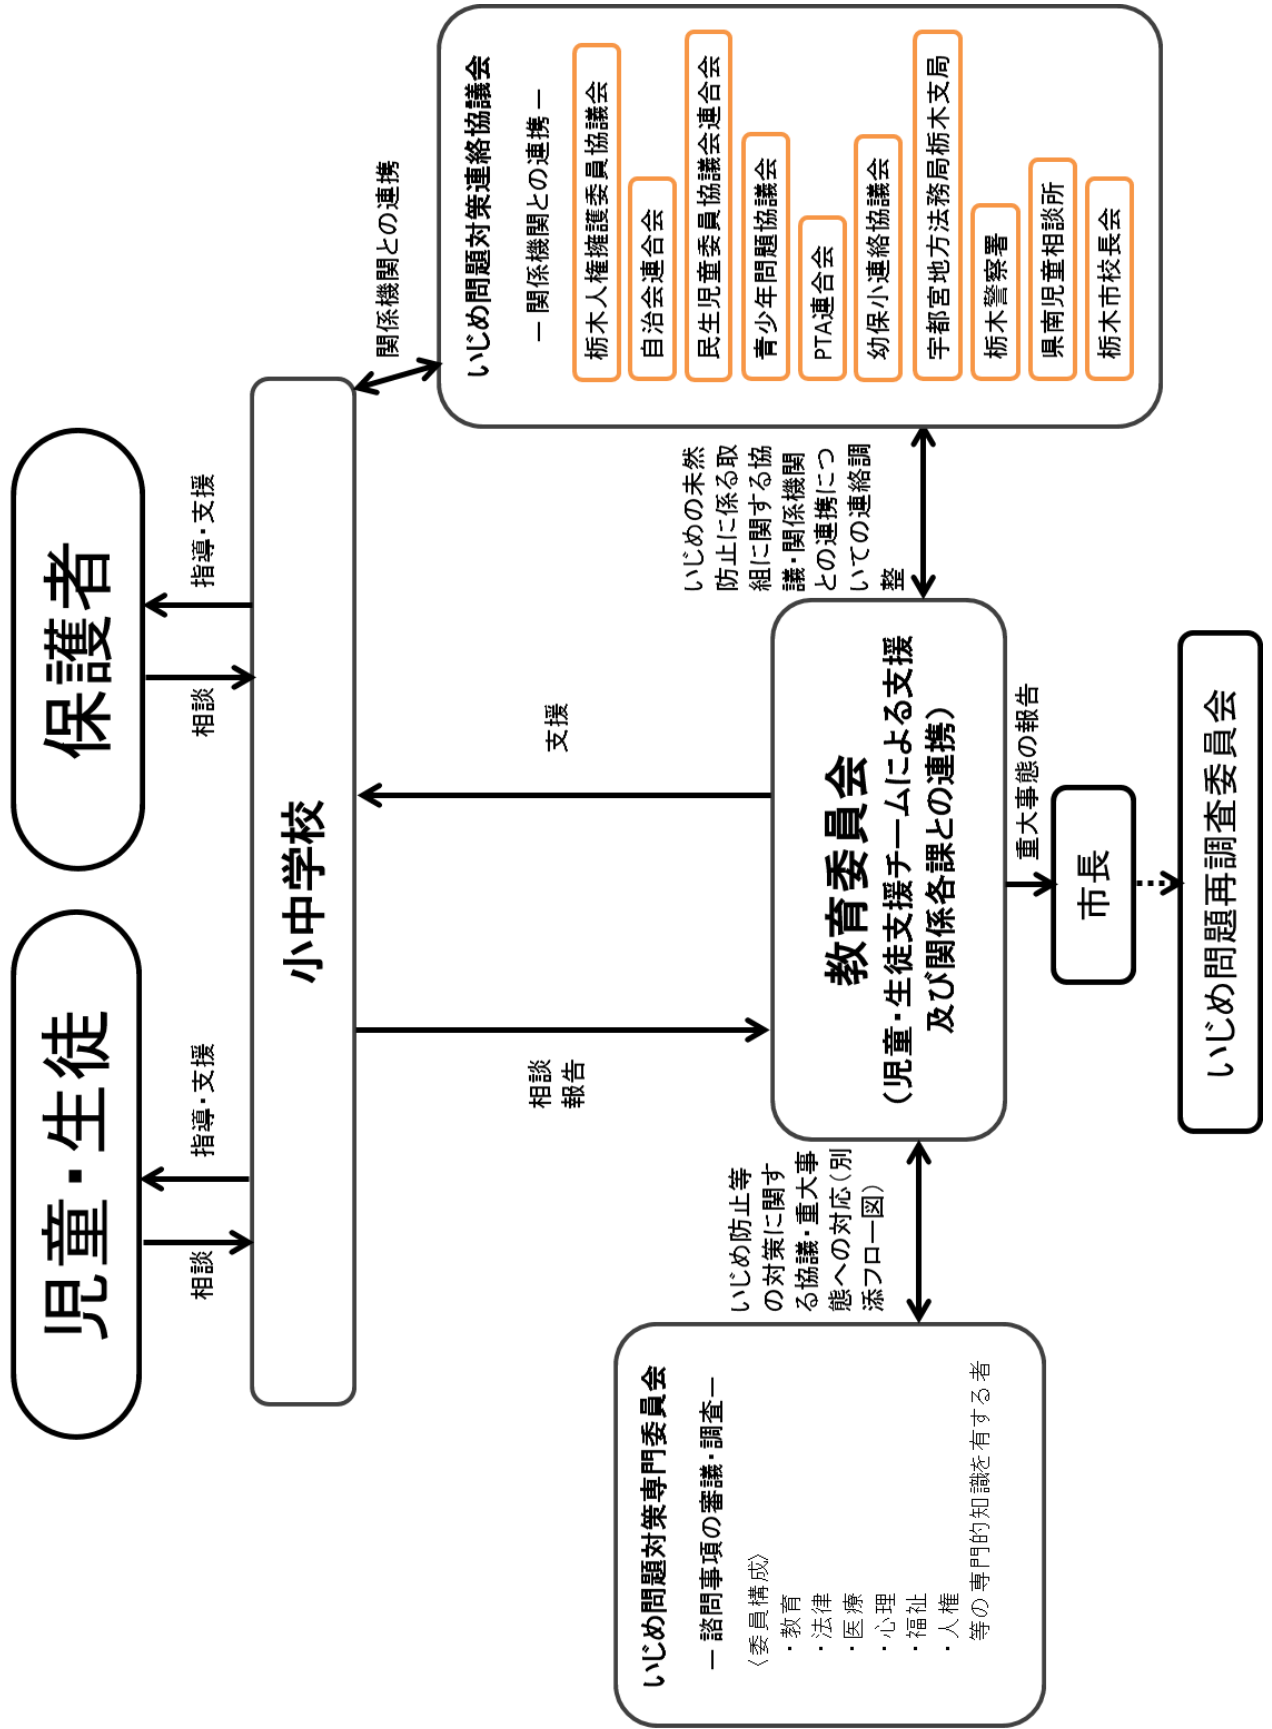 児童・生徒
保護者
相談
指導・支援
相談
指導・支援
小中学校
関係機関との連携
相談
報告
支援
いじめ問題対策専門委員会
－ 諮問事項の審議・調査－
〈委員構成〉
・教育
・法律
・医療
・心理
・福祉
・人権
等の専門的知識を有する者
いじめ防止等
の対策に関す
る協議・重大事
態への対応(別
添フロー図)
教育委員会
(児童・生徒支援チームによる支援
及び関係各課との連携)
いじめの未然
防止に係る取
組に関する協
議・関係機関
との連携につ
いての連絡調
整
いじめ問題対策連絡協議会
－ 関係機関との連携－
栃木人権擁護委員協議会
自治会連合会
民生児童委員協議会連合会
青少年問題協議会
PTA連合会
幼保小連絡協議会
宇都宮地方法務局栃木支局
栃木警察署
県南児童相談所
栃木市校長会
重大事態の報告
市長
いじめ問題再調査委員会